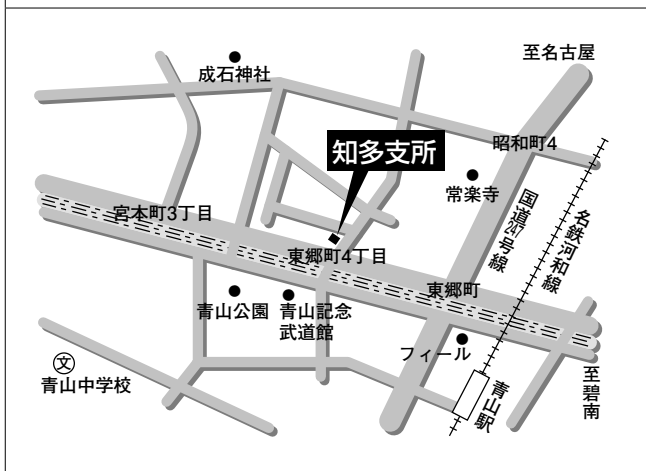 至名古屋
成石神社
昭和町4
知多支所
常楽寺
国道247号線
名鉄河和線
宮本町3丁目
東郷町4丁目
東郷町
青山公園
青山記念
武道館
フィール
文
青山中学校
青山駅
至碧南